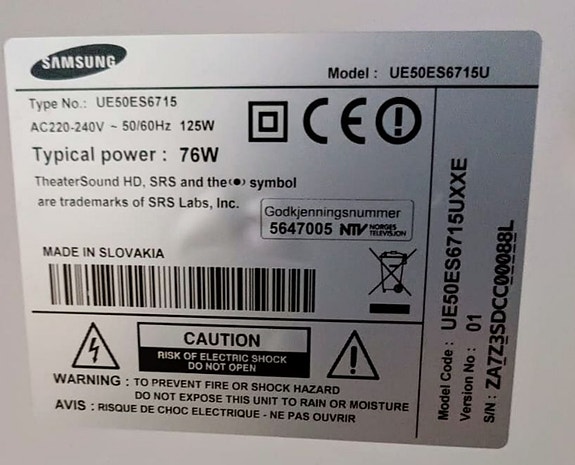 SAMSUNG
Model : UE50ES6715U
Type No.: UE50ES6715
AC220-240V ~ 50/60Hz 125W
Typical power : 76W
TheaterSound HD, SRS and the (●) symbol
are trademarks of SRS Labs, Inc.
CE
Godkjenningsnummer
5647005 NTV NORGES
TELEVISJON
MADE IN SLOVAKIA
CAUTION
RISK OF ELECTRIC SHOCK
DO NOT OPEN
WARNING : TO PREVENT FIRE OR SHOCK HAZARD
DO NOT EXPOSE THIS UNIT TO RAIN OR MOISTURE
AVIS : RISQUE DE CHOC ELECTRIQUE - NE PAS OUVRIR
Model Code : UE50ES6715UXXE
Version No : 01
S/N : ZA7Z3SDCC00088L